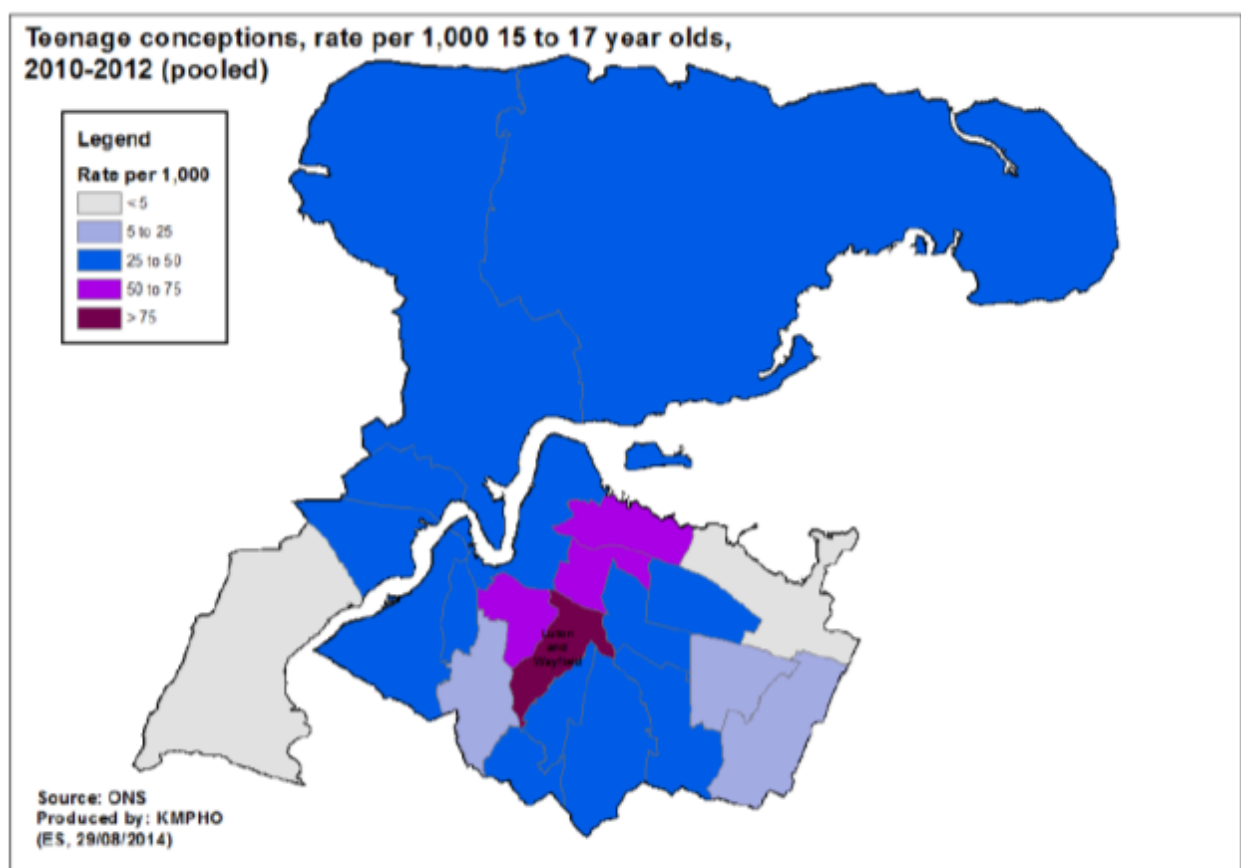 Teenage conceptions, rate per 1,000 15 to 17 year olds,
2010-2012 (pooled)
Legend
Rate per 1,000
< 5
5 to 25
25 to 50
50 to 75
> 75
Luton
and
Wayfield
Source: ONS
Produced by: KMPHO
(ES, 29/08/2014)